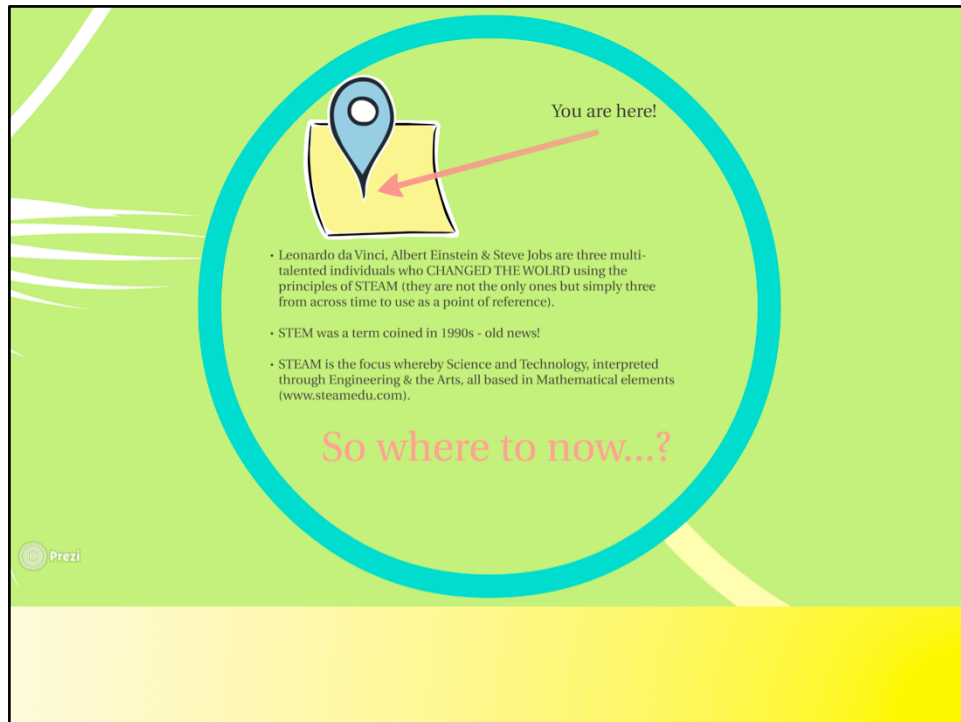 You are here!
• Leonardo da Vinci, Albert Einstein & Steve Jobs are three multi-
talented individuals who CHANGED THE WOLRD using the
principles of STEAM (they are not the only ones but simply three
from across time to use as a point of reference).
• STEM was a term coined in 1990s - old news!
• STEAM is the focus whereby Science and Technology, interpreted
through Engineering & the Arts, all based in Mathematical elements
(www.steamedu.com).
So where to now...?
Prezi